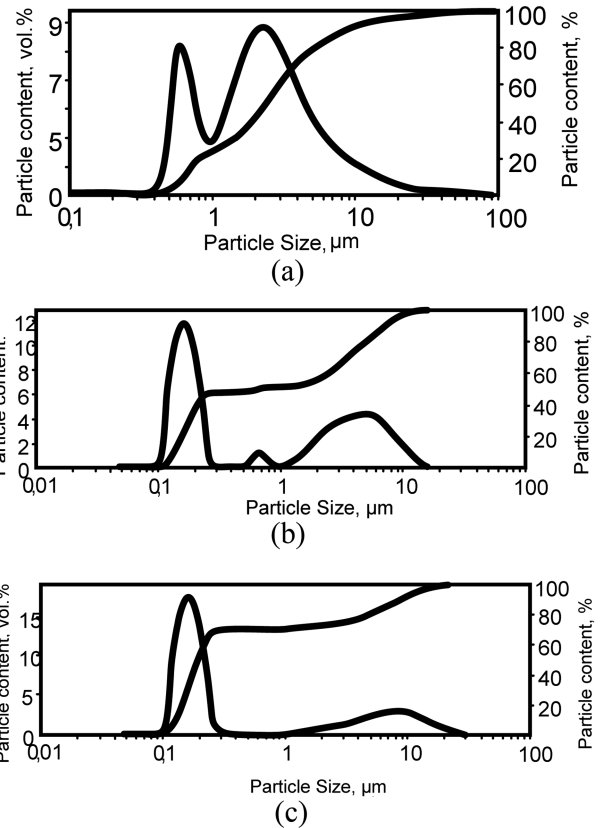 Particle content, vol.%
9
7
5
0
100
80
60
40
20
Particle content, %
0,1 1 10 100
Particle Size, µm
(a)
Particle content.
12
10
8
6
4
2
0
100
80
60
40
20
Particle content, %
0,01 0,1 1 10 100
Particle Size, µm
(b)
Particle content, Vol.%
15
10
5
0
100
80
60
40
20
Particle content, %
0,01 0,1 1 10 100
Particle Size, µm
(c)